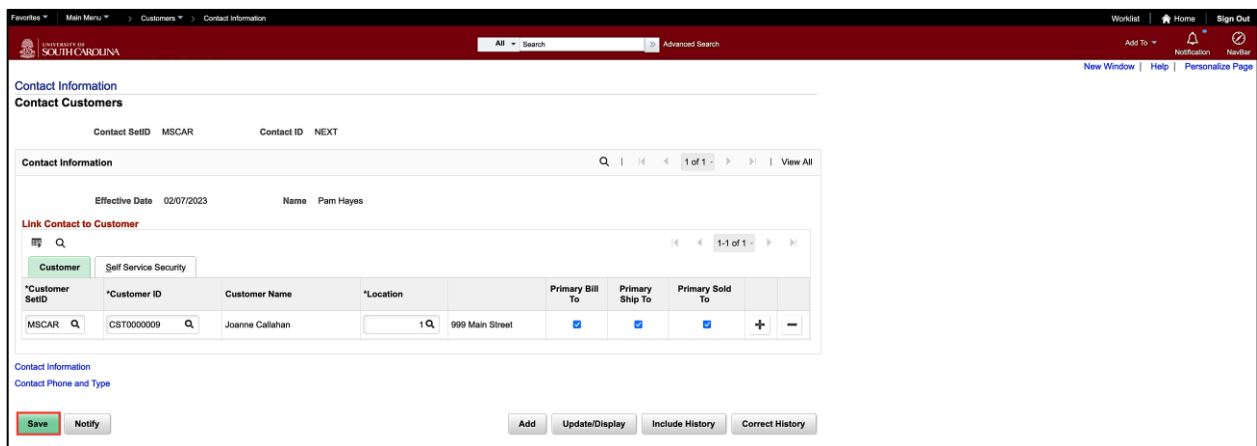 Favorites Main Menu > Customers > Contact Information Worklist Home Sign Out
UNIVERSITY OF
SOUTH CAROLINA
All Search Advanced Search Add To Notification NavBar
New Window | Help | Personalize Page
Contact Information
Contact Customers
Contact SetID MSCAR Contact ID NEXT
Contact Information 1 of 1 | View All
Effective Date 02/07/2023 Name Pam Hayes
Link Contact to Customer
1-1 of 1
Customer Self Service Security
*Customer SetID *Customer ID Customer Name *Location Primary Bill To Primary Ship To Primary Sold To
MSCAR CST0000009 Joanne Callahan 1 999 Main Street + −
Contact Information
Contact Phone and Type
Save Notify Add Update/Display Include History Correct History